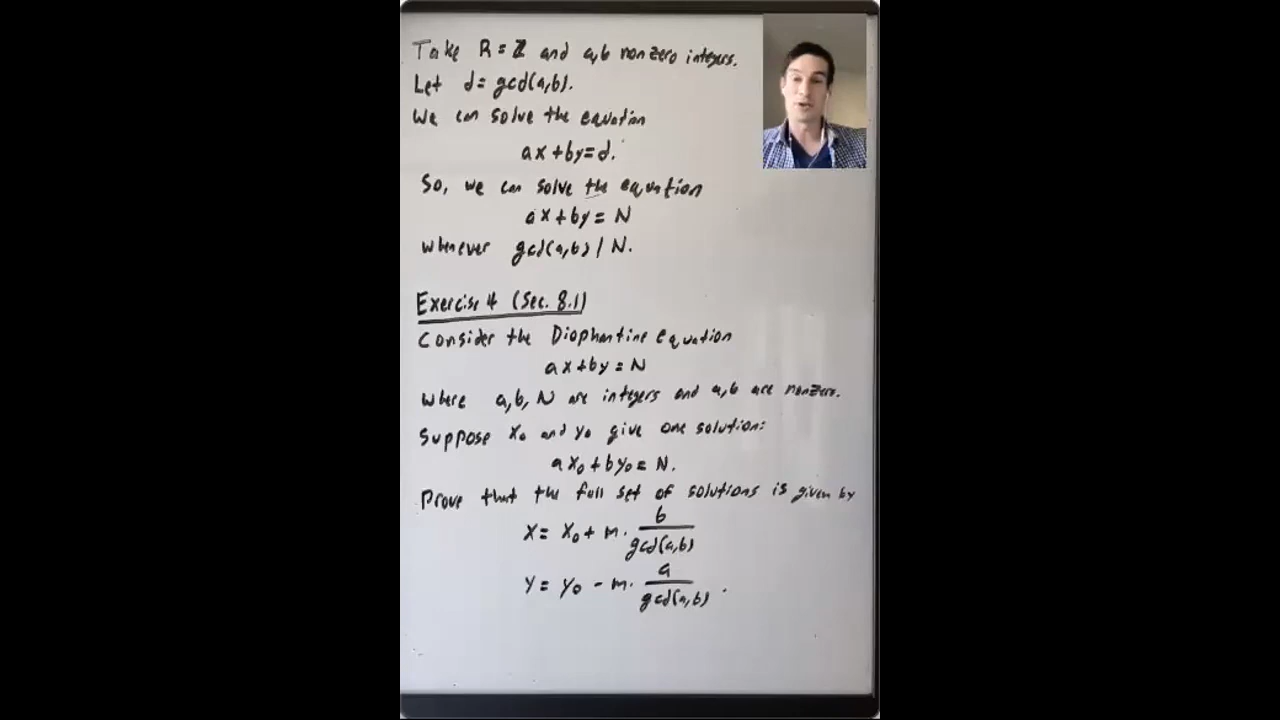 Take R = ℤ and a,b nonzero integers.
Let d = gcd(a,b).
We can solve the equation
ax+by=d.
So, we can solve the equation
ax+by = N
whenever gcd(a,b) | N.
Exercise 4 (Sec. 8.1)
Consider the Diophantine equation
ax+by = N
where a,b,N are integers and a,b are nonzero.
Suppose x₀ and y₀ give one solution:
ax₀+by₀ = N.
Prove that the full set of solutions is given by
x = x₀ + m · b / gcd(a,b)
y = y₀ - m · a / gcd(a,b) .